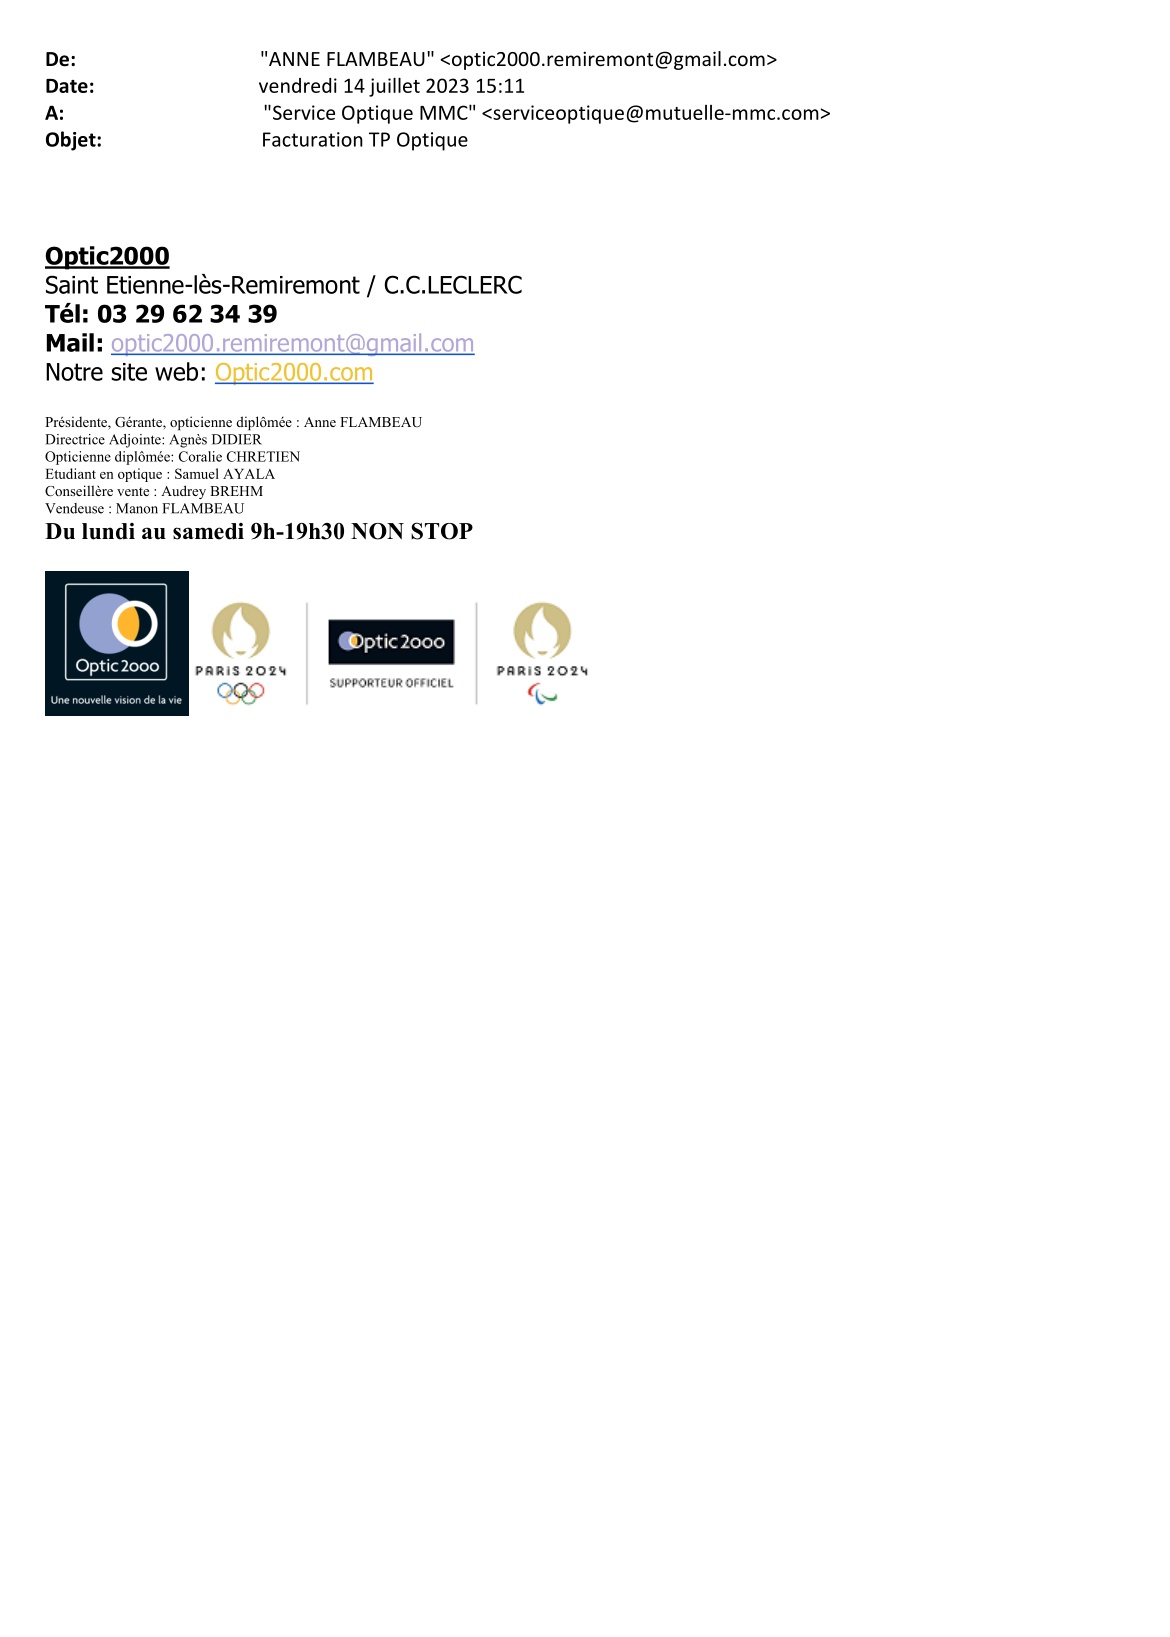 De: "ANNE FLAMBEAU" <optic2000.remiremont@gmail.com>
Date: vendredi 14 juillet 2023 15:11
A: "Service Optique MMC" <serviceoptique@mutuelle-mmc.com>
Objet: Facturation TP Optique
Optic2000
Saint Etienne-lès-Remiremont / C.C.LECLERC
Tél: 03 29 62 34 39
Mail: optic2000.remiremont@gmail.com
Notre site web: Optic2000.com
Présidente, Gérante, opticienne diplômée : Anne FLAMBEAU
Directrice Adjointe: Agnès DIDIER
Opticienne diplômée: Coralie CHRETIEN
Etudiant en optique : Samuel AYALA
Conseillère vente : Audrey BREHM
Vendeuse : Manon FLAMBEAU
Du lundi au samedi 9h-19h30 NON STOP
Optic 2ooo
Une nouvelle vision de la vie
PARIS 2024
Optic 2ooo
SUPPORTEUR OFFICIEL
PARIS 2024